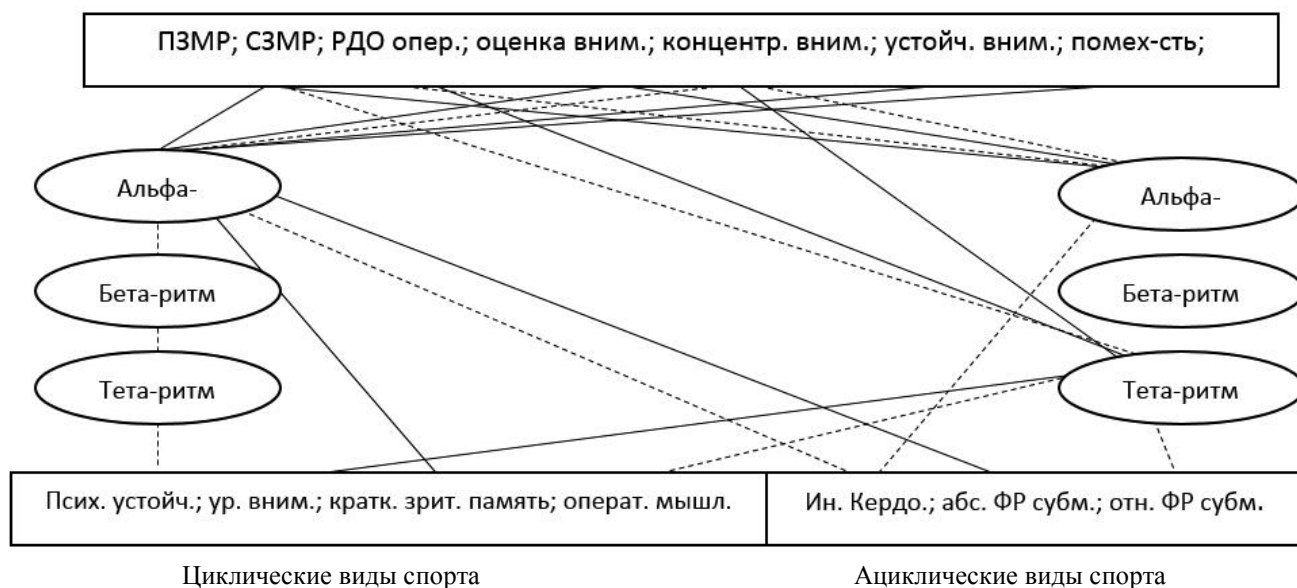 ПЗМР; СЗМР; РДО опер.; оценка вним.; концентр. вним.; устойч. вним.; помех-сть;
Альфа-
Альфа-
Бета-ритм
Бета-ритм
Тета-ритм
Тета-ритм
Псих. устойч.; ур. вним.; кратк. зрит. память; операт. мышл.
Ин. Кердо.; абс. ФР субм.; отн. ФР субм.
Циклические виды спорта
Ациклические виды спорта